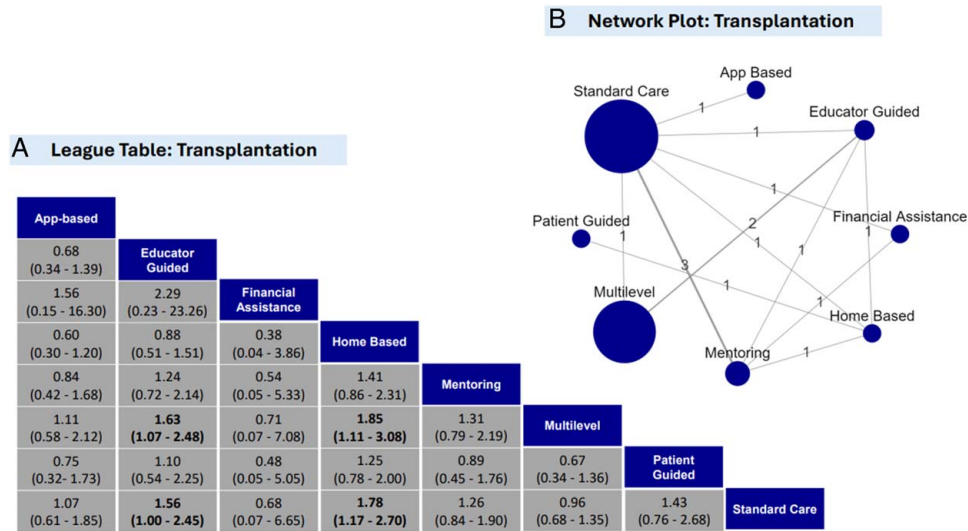 B Network Plot: Transplantation
App Based
Standard Care
Educator Guided
Patient Guided
Financial Assistance
Multilevel
Home Based
Mentoring
1
1
1
2
1
1
1
1
3
1
1
1
A League Table: Transplantation
App-based
0.68
(0.34 - 1.39)
Educator
Guided
1.56
(0.15 - 16.30)
2.29
(0.23 - 23.26)
Financial
Assistance
0.60
(0.30 - 1.20)
0.88
(0.51 - 1.51)
0.38
(0.04 - 3.86)
Home Based
0.84
(0.42 - 1.68)
1.24
(0.72 - 2.14)
0.54
(0.05 - 5.33)
1.41
(0.86 - 2.31)
Mentoring
1.11
(0.58 - 2.12)
1.63
(1.07 - 2.48)
0.71
(0.07 - 7.08)
1.85
(1.11 - 3.08)
1.31
(0.79 - 2.19)
Multilevel
0.75
(0.32- 1.73)
1.10
(0.54 - 2.25)
0.48
(0.05 - 5.05)
1.25
(0.78 - 2.00)
0.89
(0.45 - 1.76)
0.67
(0.34 - 1.36)
Patient
Guided
1.07
(0.61 - 1.85)
1.56
(1.00 - 2.45)
0.68
(0.07 - 6.65)
1.78
(1.17 - 2.70)
1.26
(0.84 - 1.90)
0.96
(0.68 - 1.35)
1.43
(0.76 - 2.68)
Standard Care